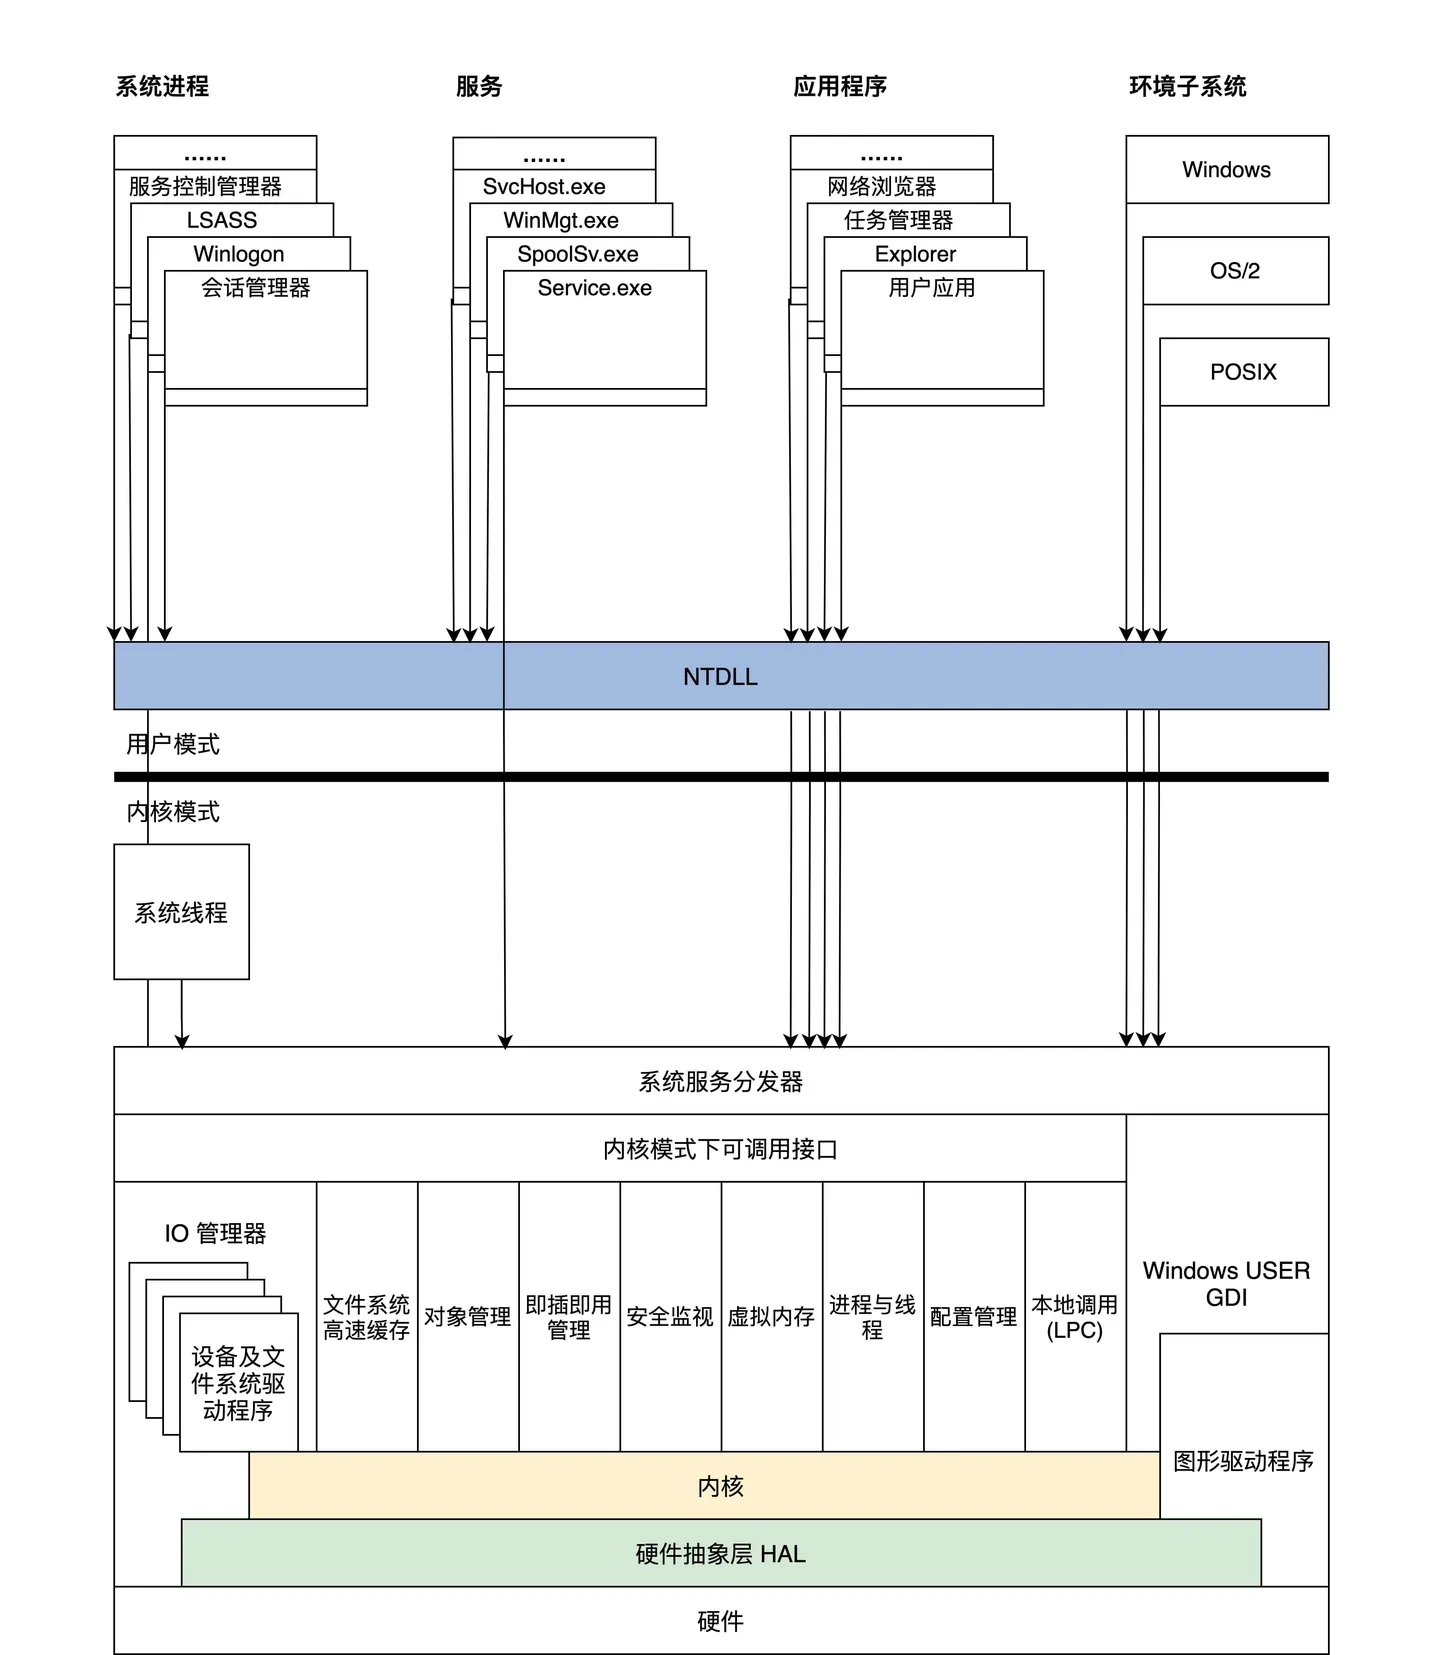 系统进程
服务
应用程序
环境子系统
......
服务控制管理器
LSASS
Winlogon
会话管理器
......
SvcHost.exe
WinMgt.exe
SpoolSv.exe
Service.exe
......
网络浏览器
任务管理器
Explorer
用户应用
Windows
OS/2
POSIX
NTDLL
用户模式
内核模式
系统线程
系统服务分发器
内核模式下可调用接口
IO 管理器
设备及文
件系统驱
动程序
文件系统
高速缓存
对象管理
即插即用
管理
安全监视
虚拟内存
进程与线
程
配置管理
本地调用
(LPC)
Windows USER
GDI
图形驱动程序
内核
硬件抽象层 HAL
硬件